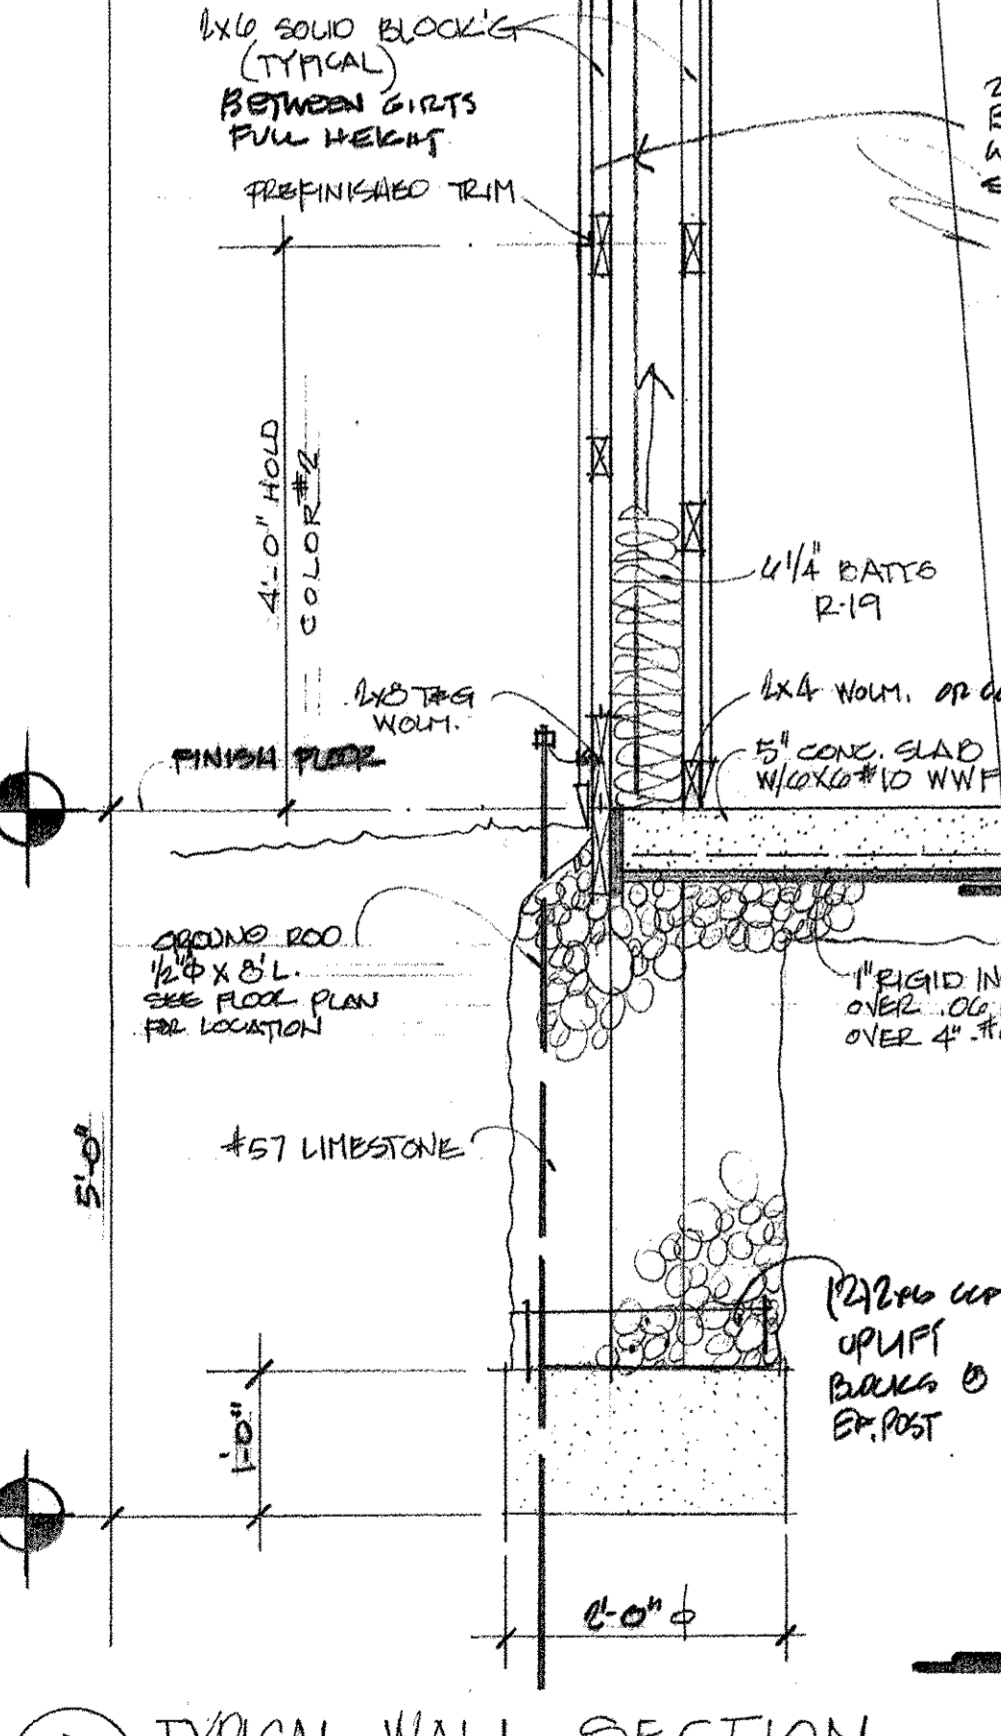 2X6 SOLID BLOCK'G
(TYPICAL)
BETWEEN GIRTS
FULL HEIGHT
PREFINISHED TRIM
4'-0" HOLD
COLOR #2
6 1/4" BATTS
R-19
2X8 T&G
WOLM.
2X4 WOLM. OR
FINISH FLOOR
5" CONC. SLAB
W/6X6 #10 WWF
GROUND ROD
1/2"φ X 8' L.
SEE FLOOR PLAN
FOR LOCATION
1" RIGID
OVER .06
OVER 4" #
5'-0"
#57 LIMESTONE
(2) 2X6
UPLIFT
BLOCKS @
EA. POST
1'-0"
2'-0" φ
TYPICAL WALL SECTION